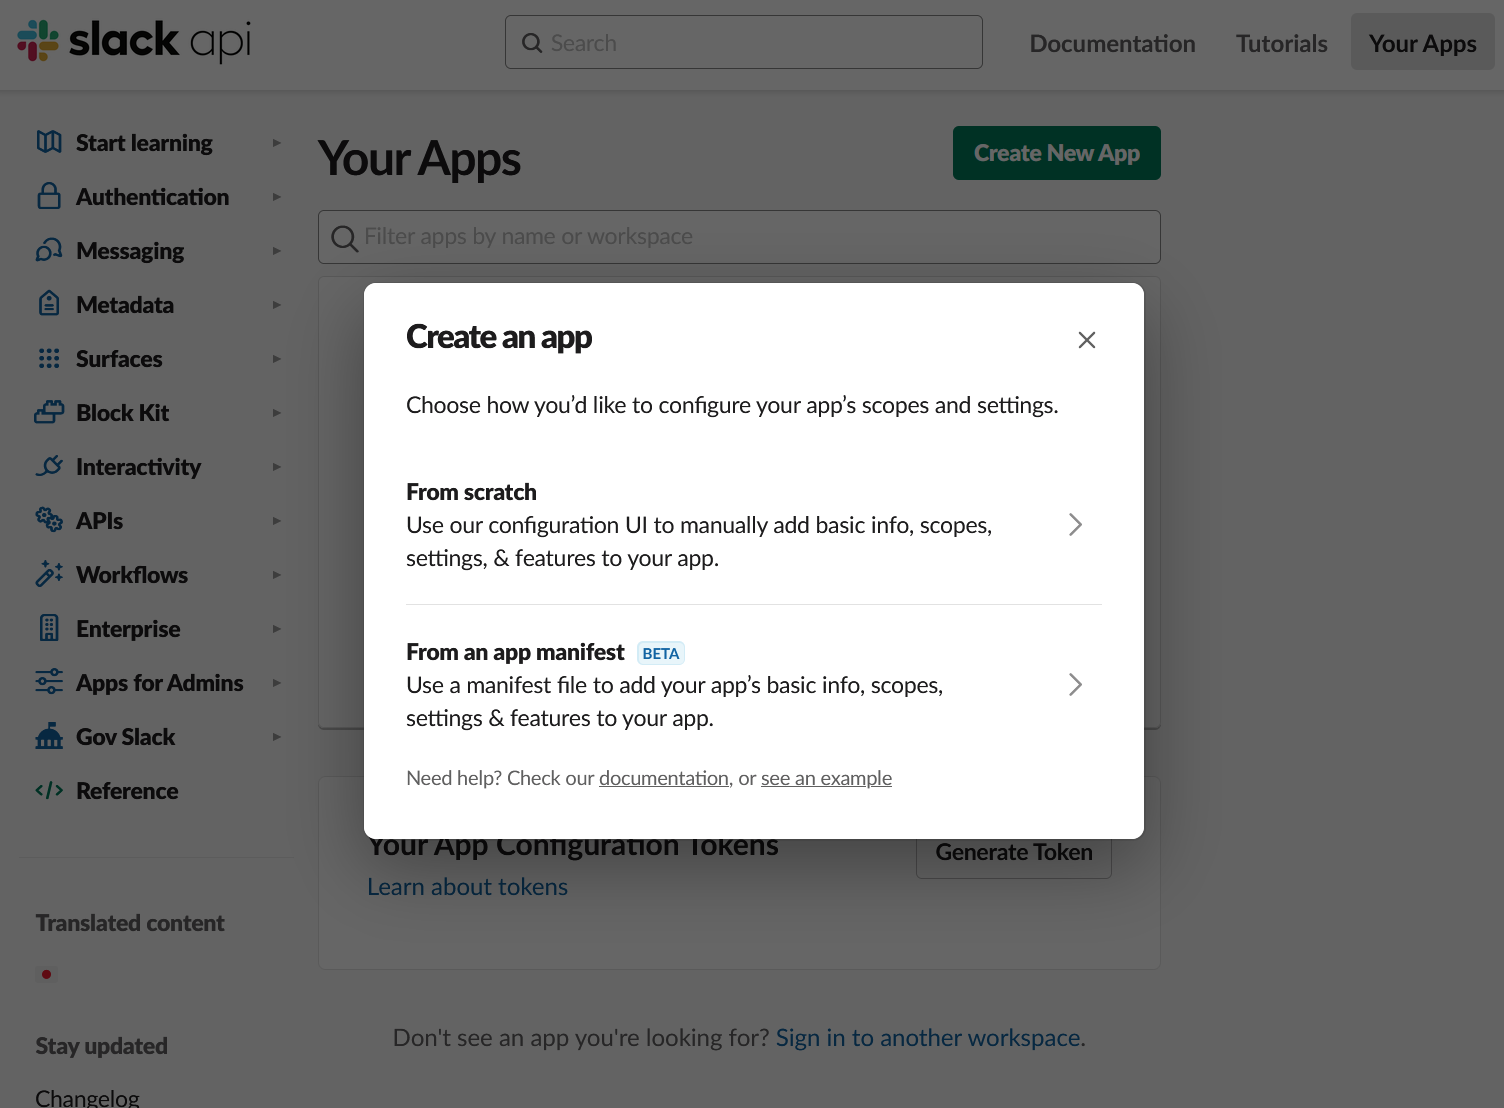 slack api
Search
Documentation
Tutorials
Your Apps
Start learning
Authentication
Messaging
Metadata
Surfaces
Block Kit
Interactivity
APIs
Workflows
Enterprise
Apps for Admins
Gov Slack
Reference
Translated content
Stay updated
Changelog
Your Apps
Create New App
Filter apps by name or workspace
Create an app
Choose how you’d like to configure your app’s scopes and settings.
From scratch
Use our configuration UI to manually add basic info, scopes,
settings, & features to your app.
From an app manifest BETA
Use a manifest file to add your app’s basic info, scopes,
settings & features to your app.
Need help? Check our documentation, or see an example
Your App Configuration Tokens
Generate Token
Learn about tokens
Don't see an app you're looking for? Sign in to another workspace.